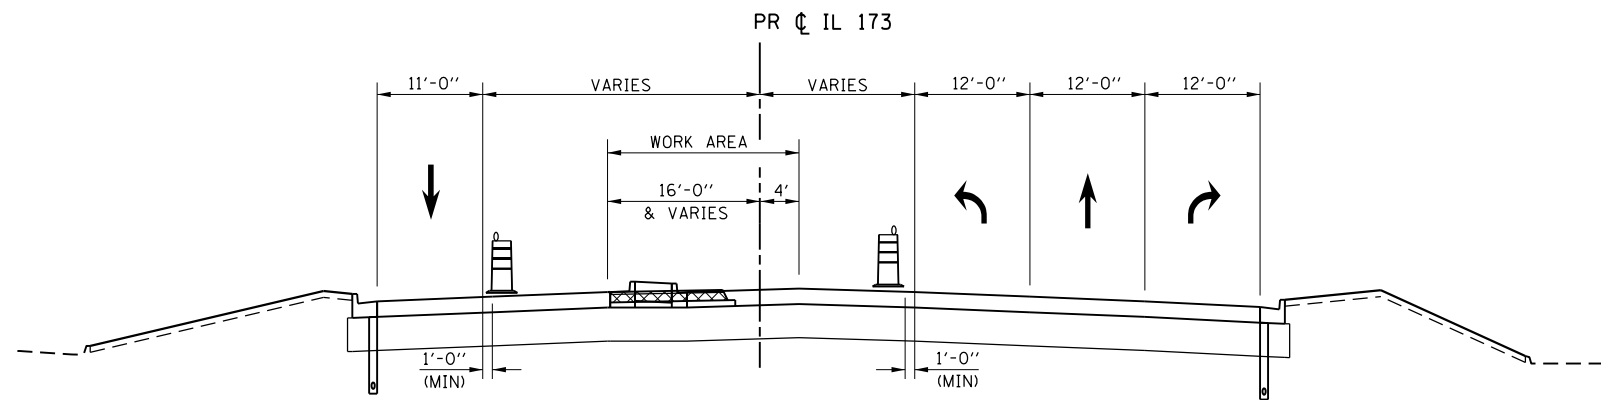 PR ℄ IL 173
11'-0''
VARIES
VARIES
12'-0''
12'-0''
12'-0''
WORK AREA
16'-0''
& VARIES
4'
1'-0''
(MIN)
1'-0''
(MIN)